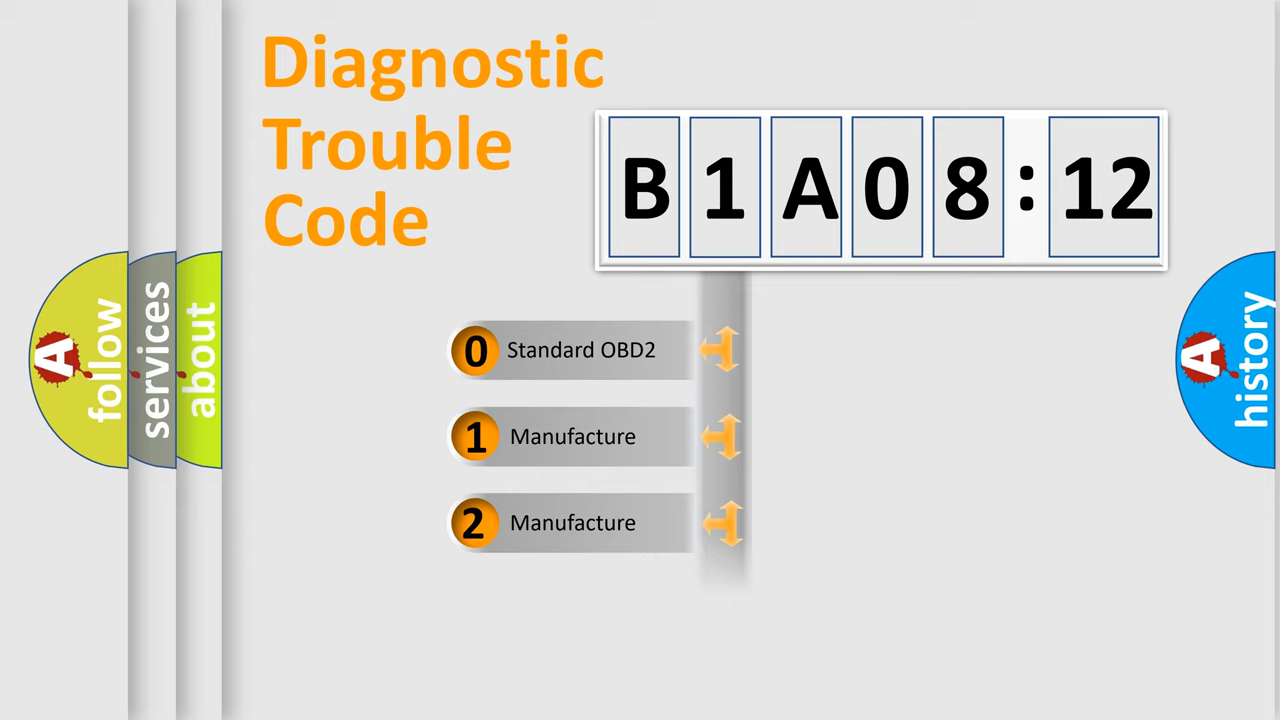 Diagnostic
Trouble
Code
B 1 A 0 8 : 12
0 Standard OBD2
1 Manufacture
2 Manufacture
A follow
services
about
A history